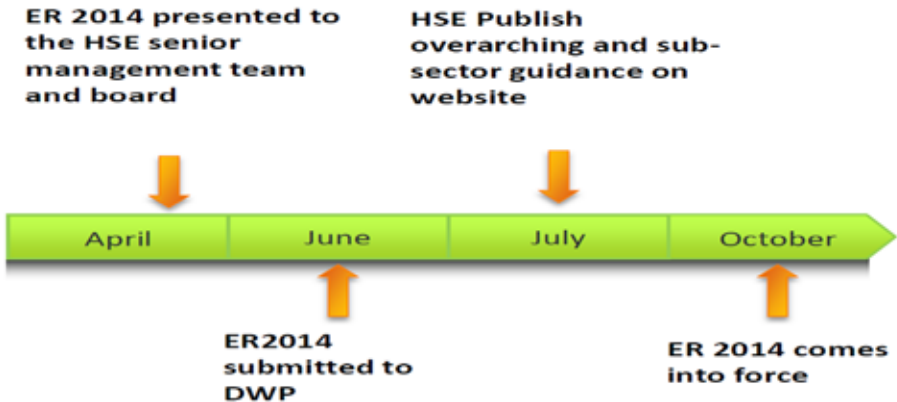 ER 2014 presented to
the HSE senior
management team
and board
HSE Publish
overarching and sub-
sector guidance on
website
April
June
July
October
ER2014
submitted to
DWP
ER 2014 comes
into force